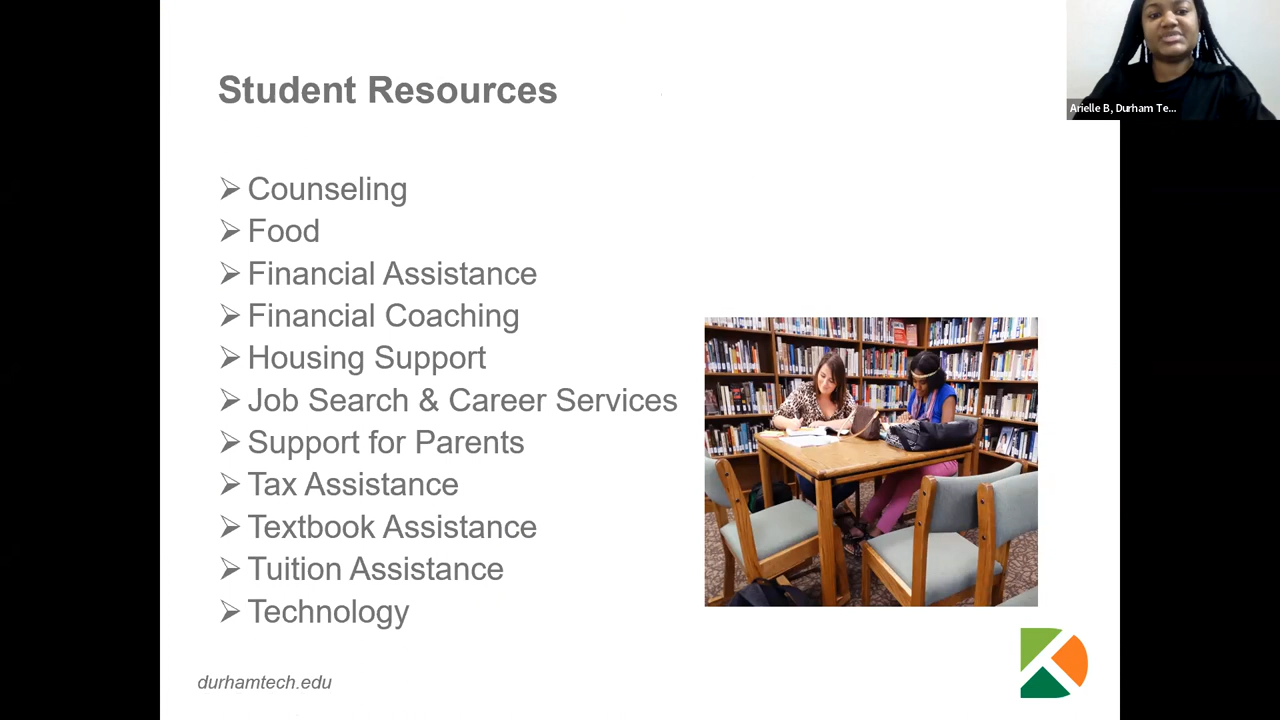 Student Resources
Arielle B, Durham Te...
➢ Counseling
➢ Food
➢ Financial Assistance
➢ Financial Coaching
➢ Housing Support
➢ Job Search & Career Services
➢ Support for Parents
➢ Tax Assistance
➢ Textbook Assistance
➢ Tuition Assistance
➢ Technology
durhamtech.edu